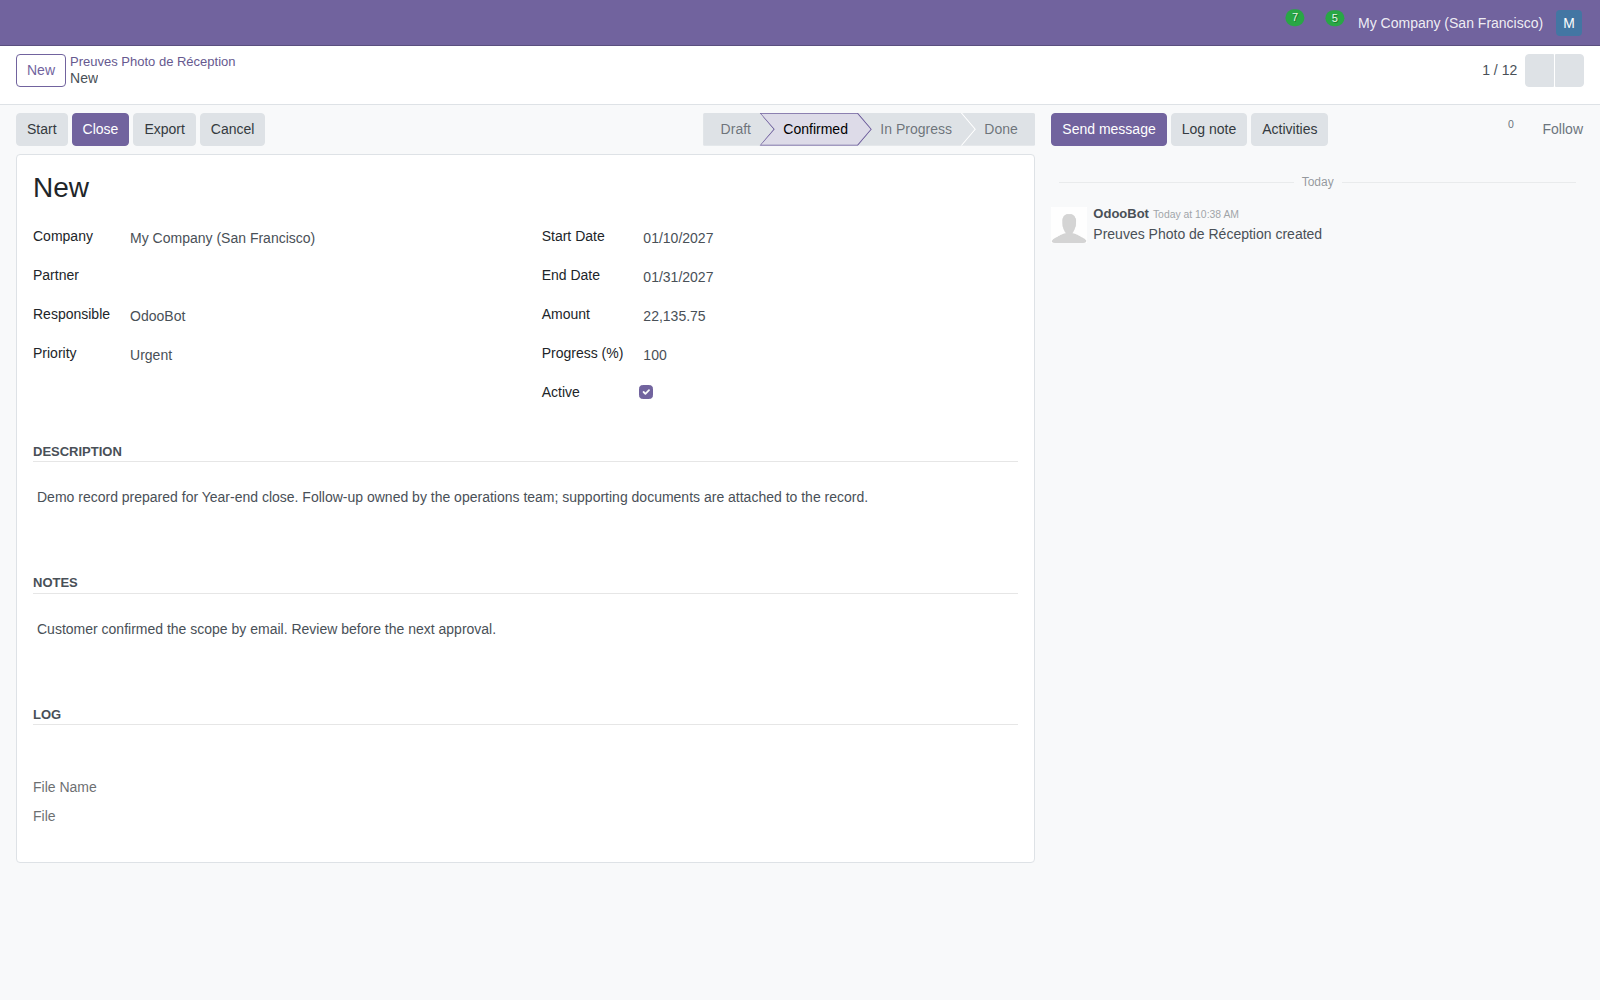 7 5 My Company (San Francisco) M
New Preuves Photo de Réception
New
1 / 12
Start Close Export Cancel Draft Confirmed In Progress Done Send message Log note Activities 0 Follow
New
Today
OdooBot Today at 10:38 AM
Preuves Photo de Réception created
Company My Company (San Francisco)
Partner
Responsible OdooBot
Priority Urgent
Start Date 01/10/2027
End Date 01/31/2027
Amount 22,135.75
Progress (%) 100
Active
DESCRIPTION
Demo record prepared for Year-end close. Follow-up owned by the operations team; supporting documents are attached to the record.
NOTES
Customer confirmed the scope by email. Review before the next approval.
LOG
File Name
File